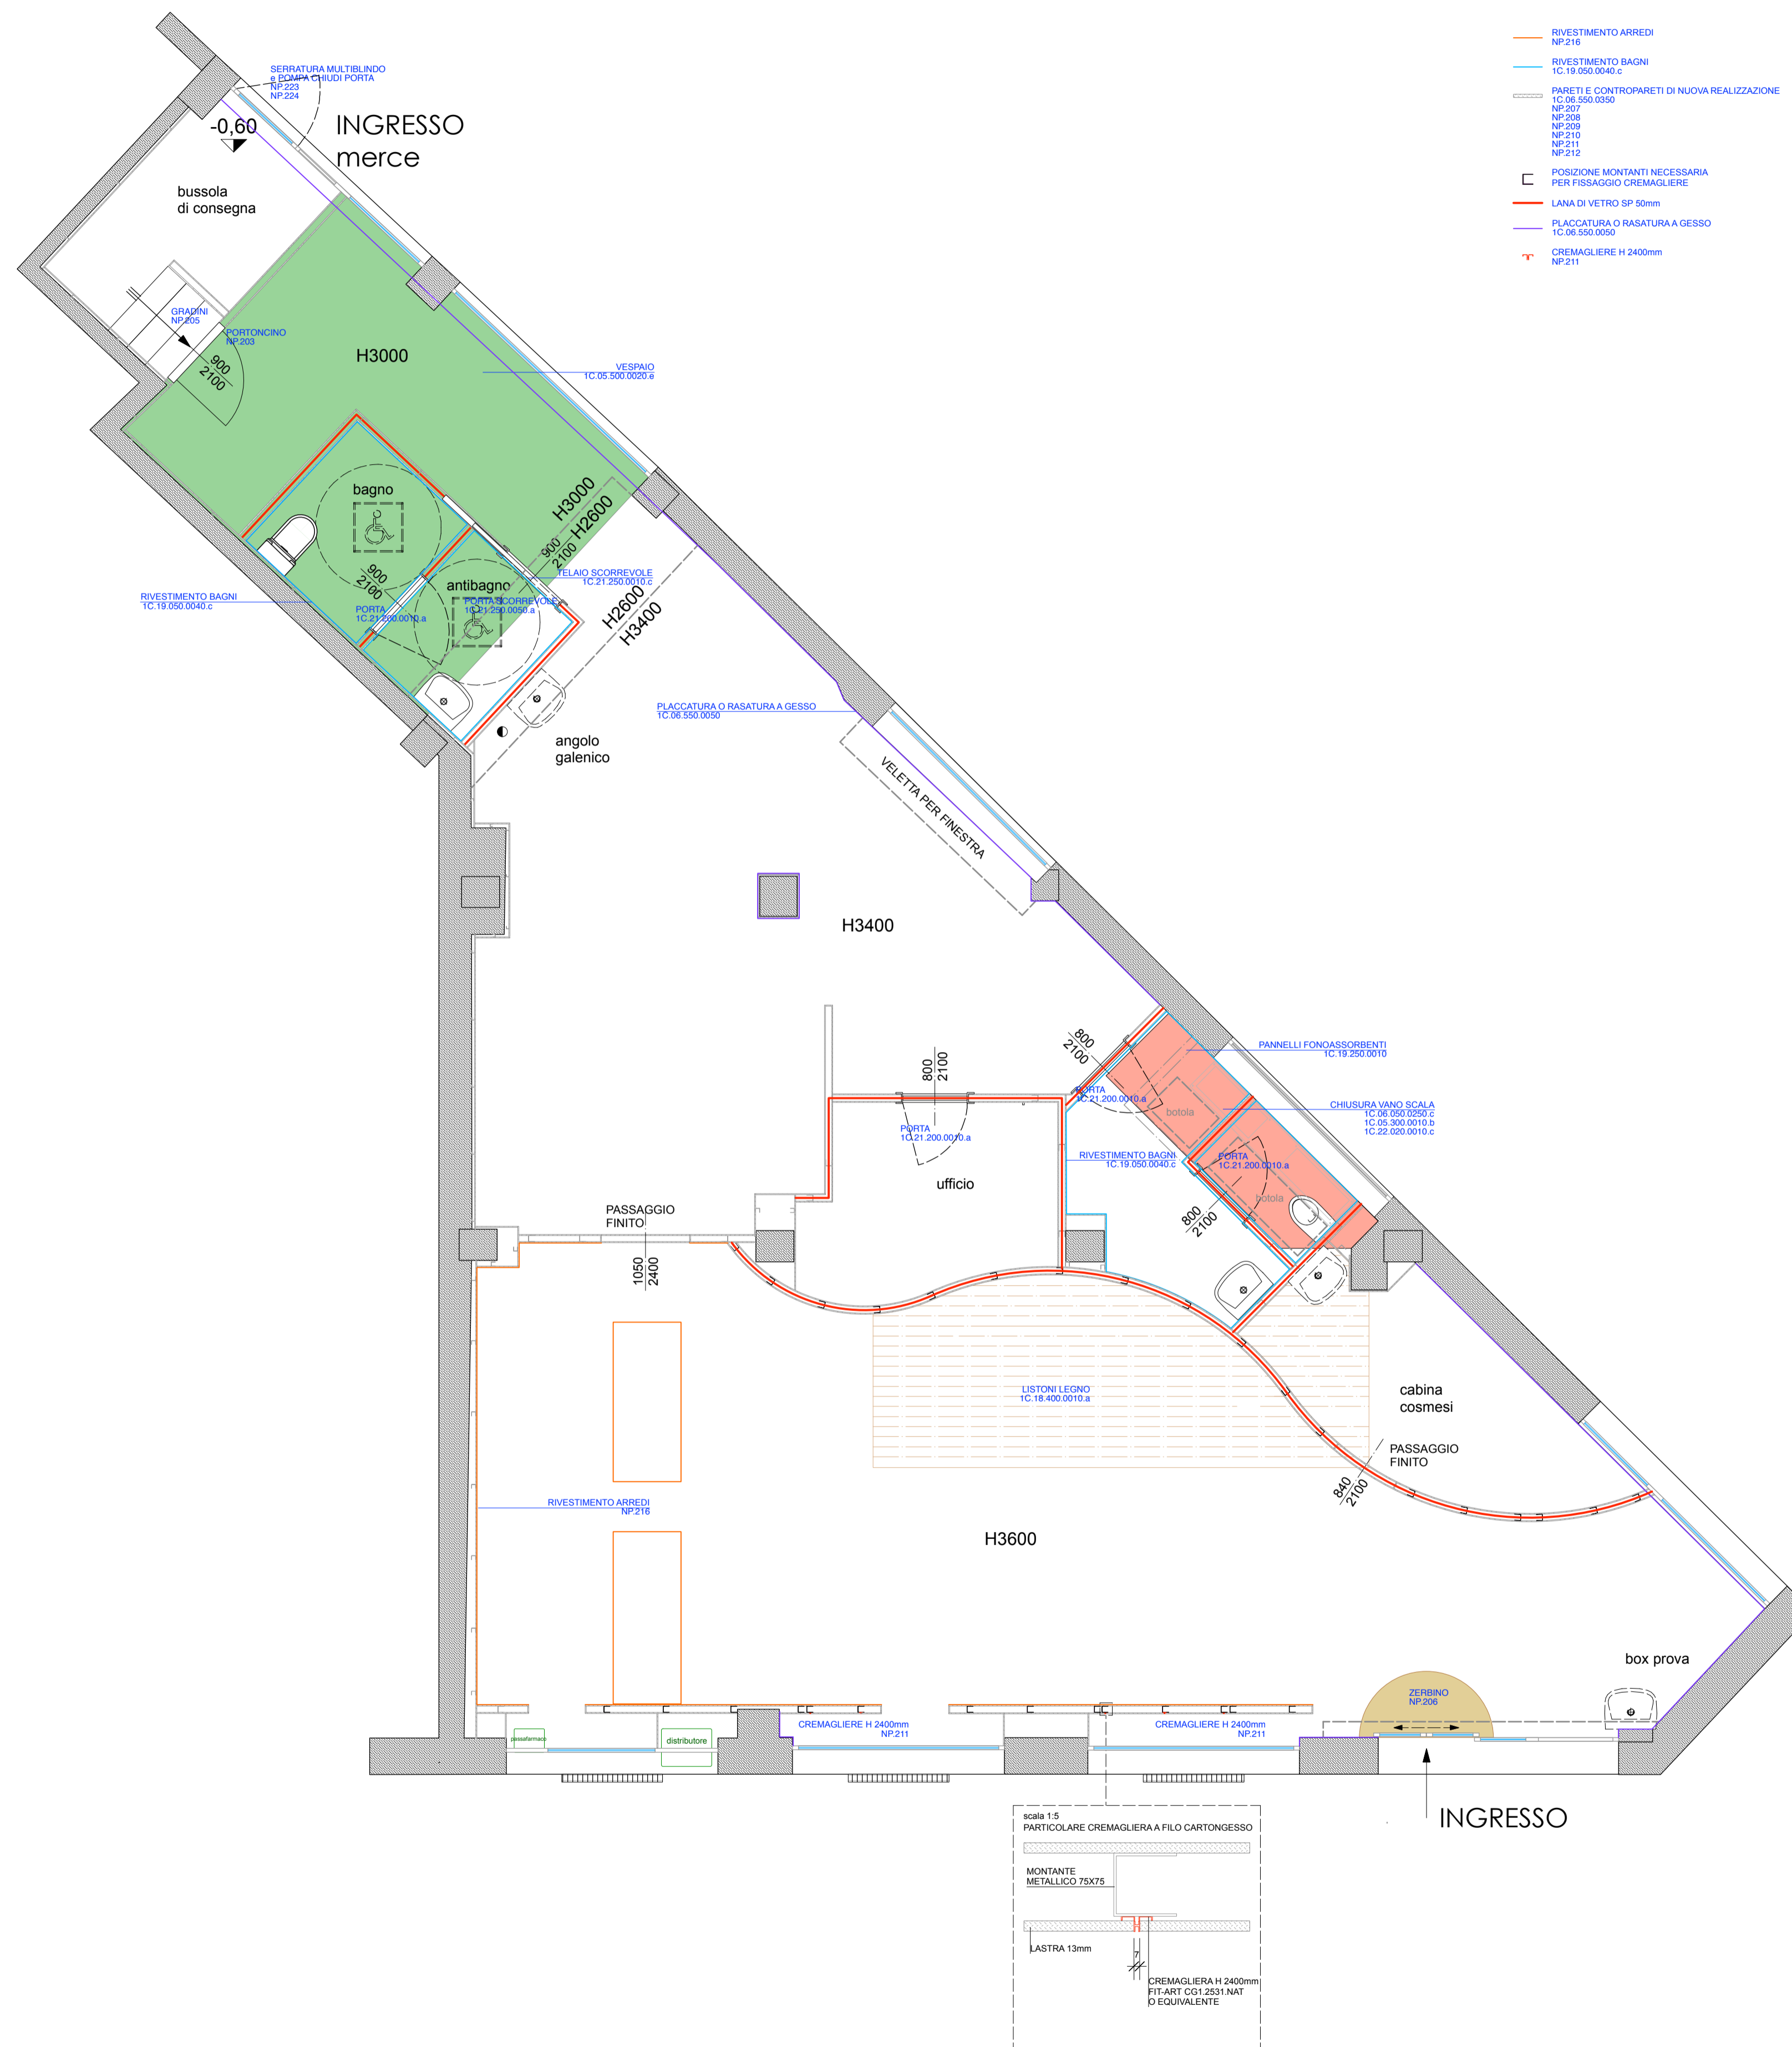 RIVESTIMENTO ARREDI
NP.216
RIVESTIMENTO BAGNI
1C.19.050.0040.c
PARETI E CONTROPARETI DI NUOVA REALIZZAZIONE
1C.06.550.0350
NP.207
NP.208
NP.209
NP.210
NP.211
NP.212
POSIZIONE MONTANTI NECESSARIA
PER FISSAGGIO CREMAGLIERE
LANA DI VETRO SP 50mm
PLACCATURA O RASATURA A GESSO
1C.06.550.0050
CREMAGLIERE H 2400mm
NP.211
SERRATURA MULTIBLINDO
e POMPA CHIUDI PORTA
NP.223
NP.224
-0,60
INGRESSO
merce
bussola
di consegna
GRADINI
NP.205
PORTONCINO
NP.203
900
2100
H3000
VESPAIO
1C.05.500.0020.e
bagno
H3000
H2600
900
2100
900
2100
antibagno
TELAIO SCORREVOLE
1C.21.250.0010.c
RIVESTIMENTO BAGNI
1C.19.050.0040.c
PORTA
1C.21.200.0010.a
PORTA SCORREVOLE
1C.21.250.0050.a
H2600
H3400
PLACCATURA O RASATURA A GESSO
1C.06.550.0050
angolo
galenico
VELETTA PER FINESTRA
H3400
800
2100
PANNELLI FONOASSORBENTI
1C.19.250.0010
800
2100
PORTA
1C.21.200.0010.a
botola
CHIUSURA VANO SCALA
1C.06.050.0250.c
1C.05.300.0010.b
1C.22.020.0010.c
PORTA
1C.21.200.0010.a
RIVESTIMENTO BAGNI
1C.19.050.0040.c
PORTA
1C.21.200.0010.a
ufficio
botola
800
2100
PASSAGGIO
FINITO
1050
2400
LISTONI LEGNO
1C.18.400.0010.a
cabina
cosmesi
PASSAGGIO
FINITO
840
2100
RIVESTIMENTO ARREDI
NP.216
H3600
box prova
ZERBINO
NP.206
CREMAGLIERE H 2400mm
NP.211
CREMAGLIERE H 2400mm
NP.211
passafarmaco
distributore
INGRESSO
scala 1:5
PARTICOLARE CREMAGLIERA A FILO CARTONGESSO
MONTANTE
METALLICO 75X75
LASTRA 13mm
7
CREMAGLIERA H 2400mm
FIT-ART CG1.2531.NAT
O EQUIVALENTE